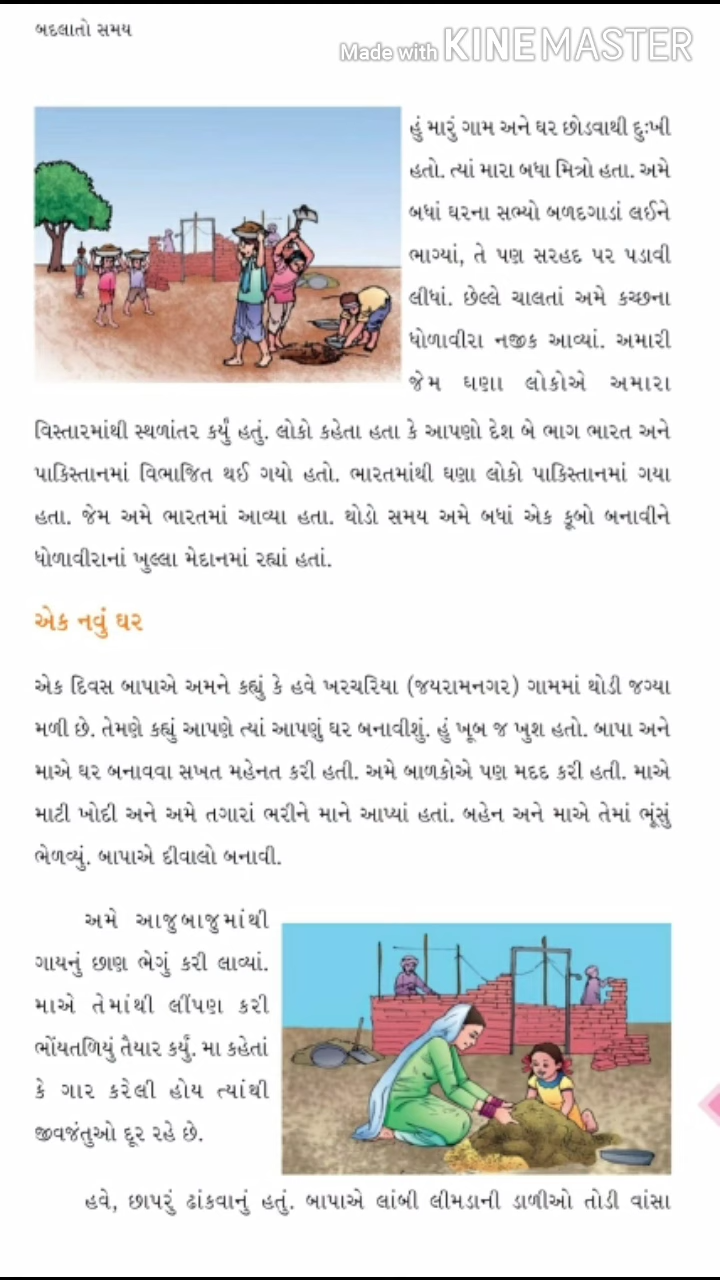 બદલાતો સમય
Made with KINEMASTER
હું મારું ગામ અને ઘર છોડવાથી દુઃખી
હતો. ત્યાં મારા બધા મિત્રો હતા. અમે
બધાં ઘરના સભ્યો બળદગાડાં લઈને
ભાગ્યાં, તે પણ સરહદ પર પડાવી
લીધાં. છેલ્લે ચાલતાં અમે કચ્છના
ધોળાવીરા નજીક આવ્યાં. અમારી
જેમ ઘણા લોકોએ અમારા
વિસ્તારમાંથી સ્થળાંતર કર્યું હતું. લોકો કહેતા હતા કે આપણો દેશ બે ભાગ ભારત અને
પાકિસ્તાનમાં વિભાજિત થઈ ગયો હતો. ભારતમાંથી ઘણા લોકો પાકિસ્તાનમાં ગયા
હતા. જેમ અમે ભારતમાં આવ્યા હતા. થોડો સમય અમે બધાં એક કૂબો બનાવીને
ધોળાવીરાનાં ખુલ્લા મેદાનમાં રહ્યાં હતાં.
એક નવું ઘર
એક દિવસ બાપાએ અમને કહ્યું કે હવે ખરચરિયા (જયરામનગર) ગામમાં થોડી જગ્યા
મળી છે. તેમણે કહ્યું આપણે ત્યાં આપણું ઘર બનાવીશું. હું ખૂબ જ ખુશ હતો. બાપા અને
માએ ઘર બનાવવા સખત મહેનત કરી હતી. અમે બાળકોએ પણ મદદ કરી હતી. માએ
માટી ખોદી અને અમે તગારાં ભરીને માને આપ્યાં હતાં. બહેન અને માએ તેમાં ભૂંસું
ભેળવ્યું. બાપાએ દીવાલો બનાવી.
અમે આજુબાજુમાંથી
ગાયનું છાણ ભેગું કરી લાવ્યાં.
માએ તેમાંથી લીંપણ કરી
ભોંયતળિયું તૈયાર કર્યું. મા કહેતાં
કે ગાર કરેલી હોય ત્યાંથી
જીવજંતુઓ દૂર રહે છે.
હવે, છાપરું ઢાંકવાનું હતું. બાપાએ લાંબી લીમડાની ડાળીઓ તોડી વાંસા